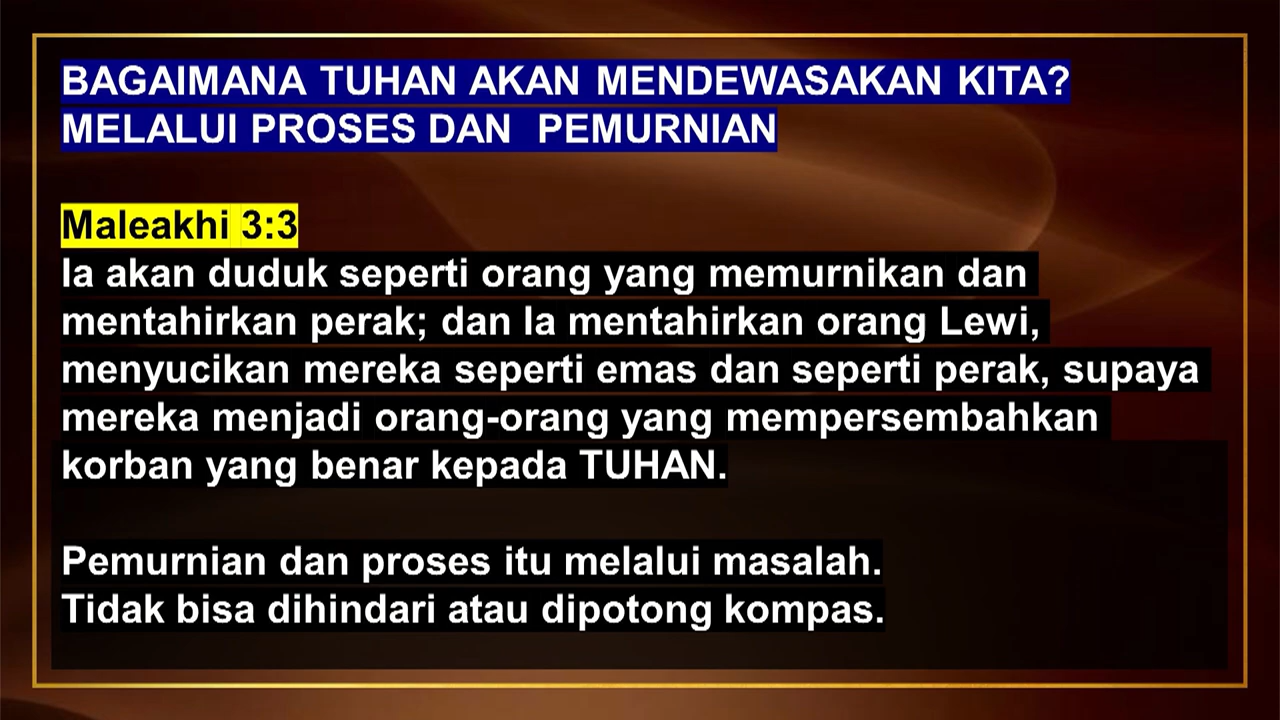 BAGAIMANA TUHAN AKAN MENDEWASAKAN KITA?
MELALUI PROSES DAN PEMURNIAN
Maleakhi 3:3
Ia akan duduk seperti orang yang memurnikan dan
mentahirkan perak; dan Ia mentahirkan orang Lewi,
menyucikan mereka seperti emas dan seperti perak, supaya
mereka menjadi orang-orang yang mempersembahkan
korban yang benar kepada TUHAN.
Pemurnian dan proses itu melalui masalah.
Tidak bisa dihindari atau dipotong kompas.